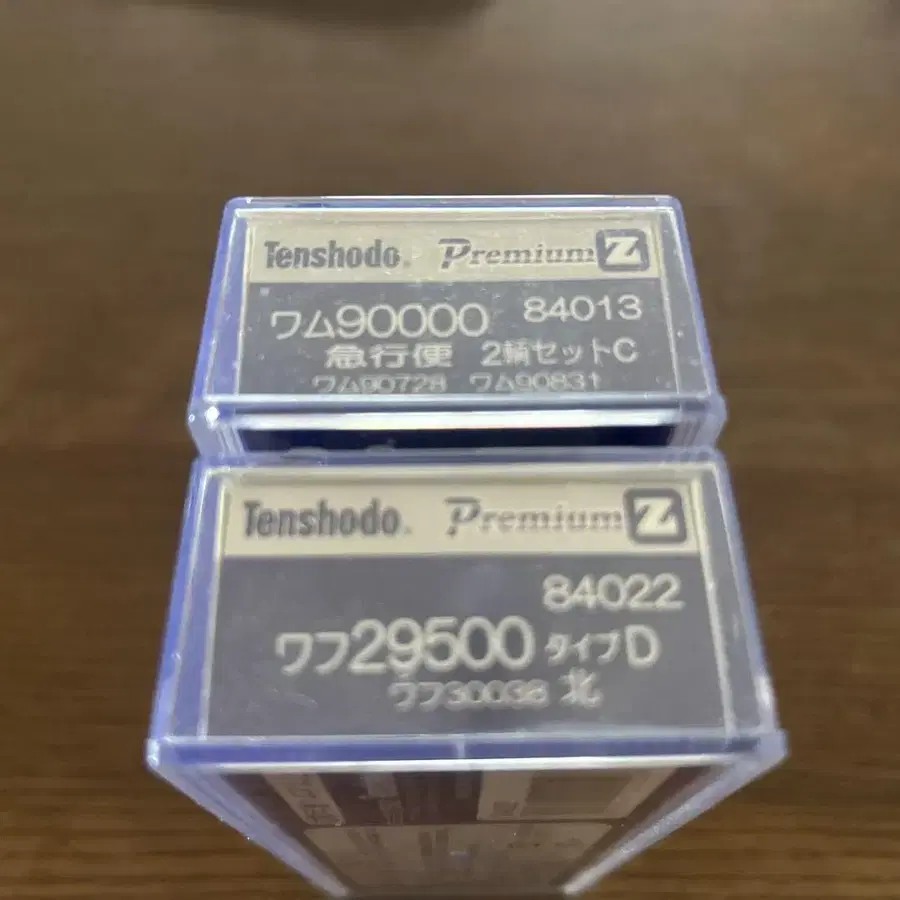 Tenshodo. Premium Z
84013
ワム90000
急行便 2輌セットC
ワム90728 ワム90831
Tenshodo. Premium Z
84022
ワフ29500 タイプD
ワフ30038 北